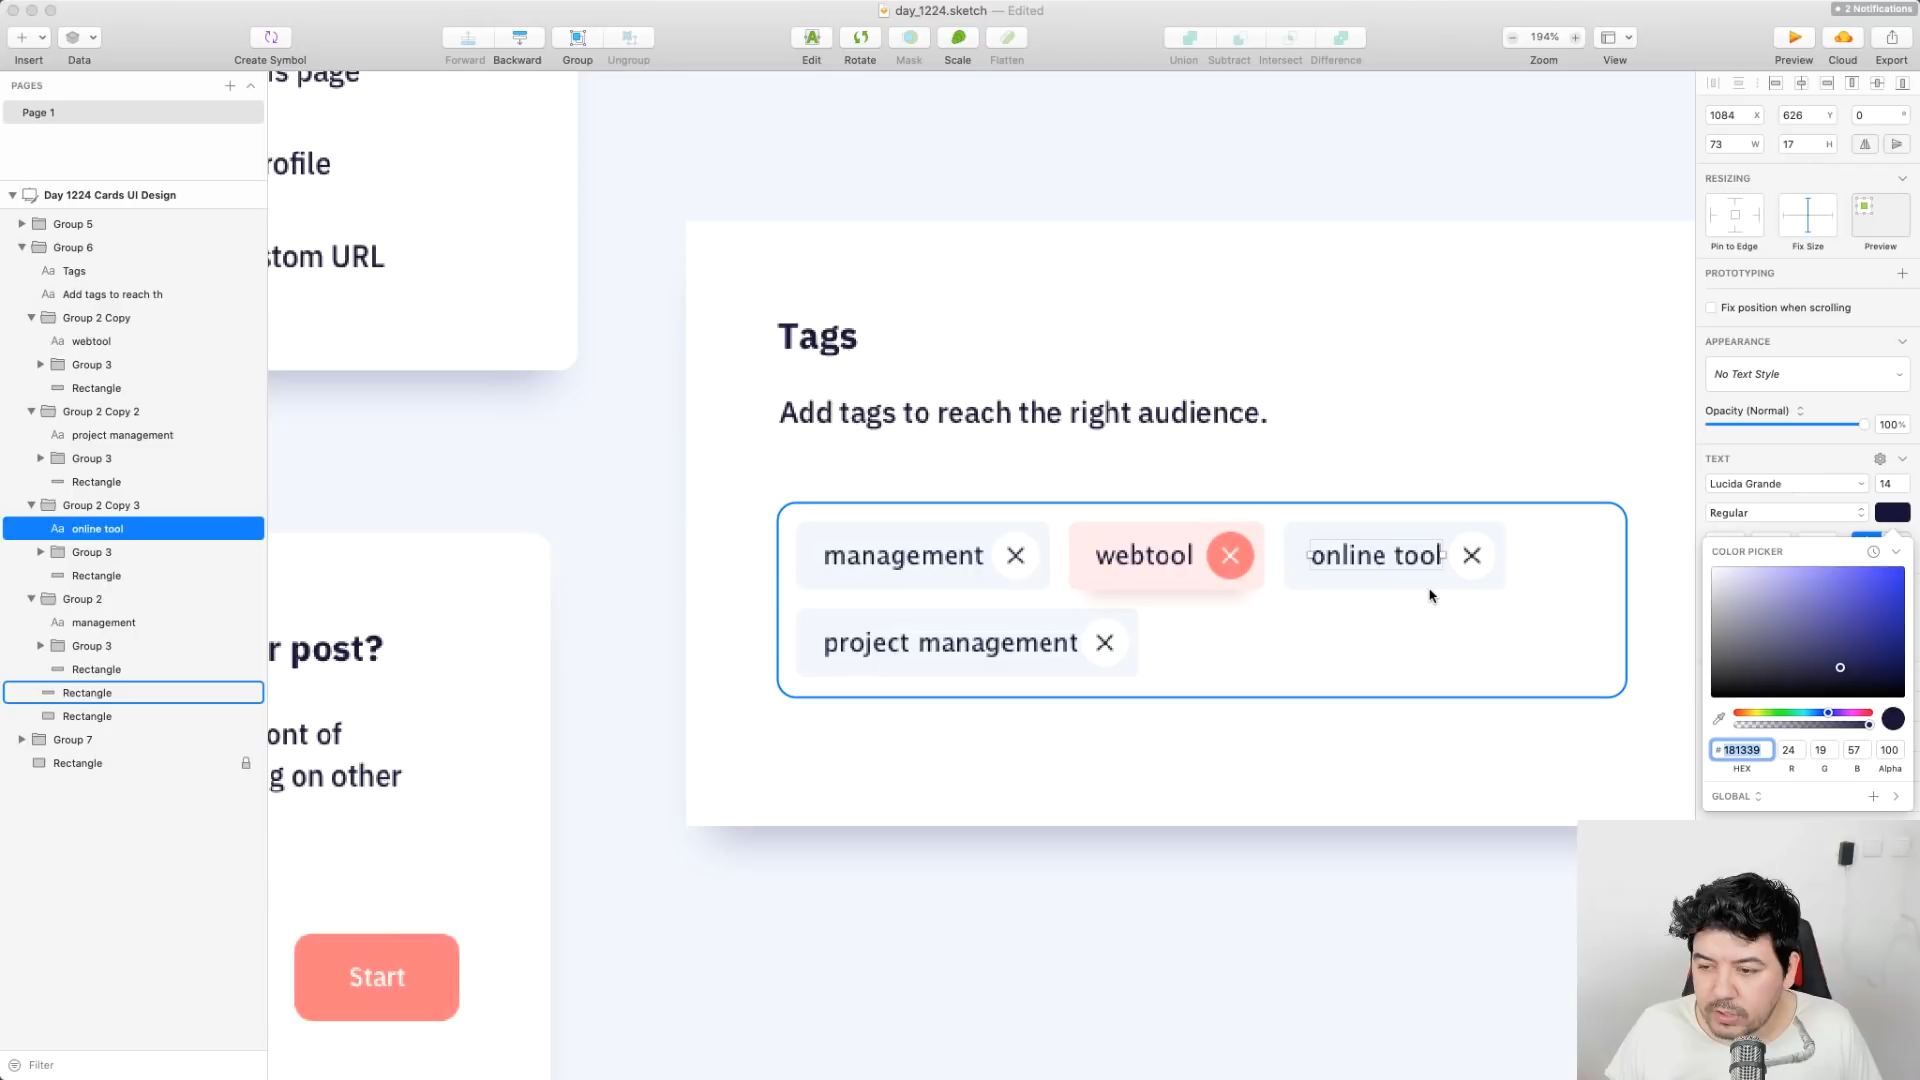 day_1224.sketch — Edited
2 Notifications
Insert
Data
Create Symbol
Forward
Backward
Group
Ungroup
Edit
Rotate
Mask
Scale
Flatten
Union
Subtract
Intersect
Difference
194%
Zoom
View
Preview
Cloud
Export
PAGES
Page 1
Day 1224 Cards UI Design
Group 5
Group 6
Aa Tags
Aa Add tags to reach th
Group 2 Copy
Aa webtool
Group 3
Rectangle
Group 2 Copy 2
Aa project management
Group 3
Rectangle
Group 2 Copy 3
Aa online tool
Group 3
Rectangle
Group 2
Aa management
Group 3
Rectangle
Rectangle
Rectangle
Group 7
Rectangle
Filter
is page
rofile
stom URL
r post?
ont of
g on other
Start
Tags
Add tags to reach the right audience.
management
webtool
online tool
project management
1084 X
626 Y
0 °
73 W
17 H
RESIZING
Pin to Edge
Fix Size
Preview
PROTOTYPING
Fix position when scrolling
APPEARANCE
No Text Style
Opacity (Normal)
100%
TEXT
Lucida Grande
14
Regular
COLOR PICKER
# 181339
24
19
57
100
HEX
R
G
B
Alpha
GLOBAL